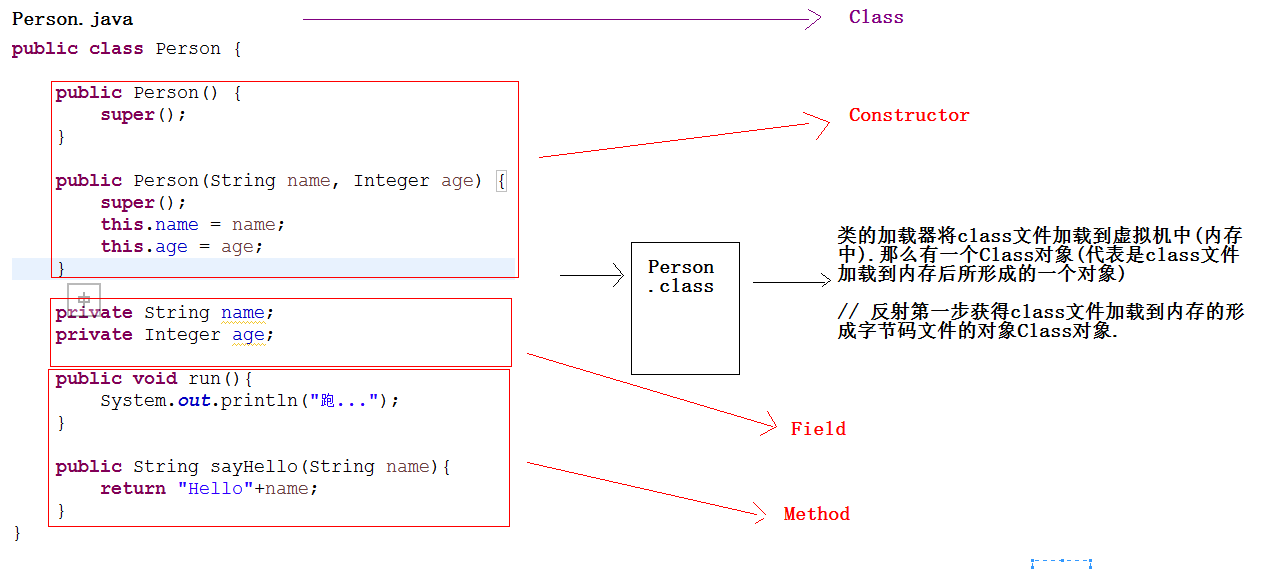 Person.java
Class
public class Person {
public Person() {
super();
}
Constructor
public Person(String name, Integer age) {
super();
this.name = name;
this.age = age;
}
private String name;
private Integer age;
public void run(){
System.out.println("跑...");
}
public String sayHello(String name){
return "Hello"+name;
}
}
Person
.class
类的加载器将class文件加载到虚拟机中(内存
中).那么有一个Class对象(代表是class文件
加载到内存后所形成的一个对象)
// 反射第一步获得class文件加载到内存的形
成字节码文件的对象Class对象.
Field
Method